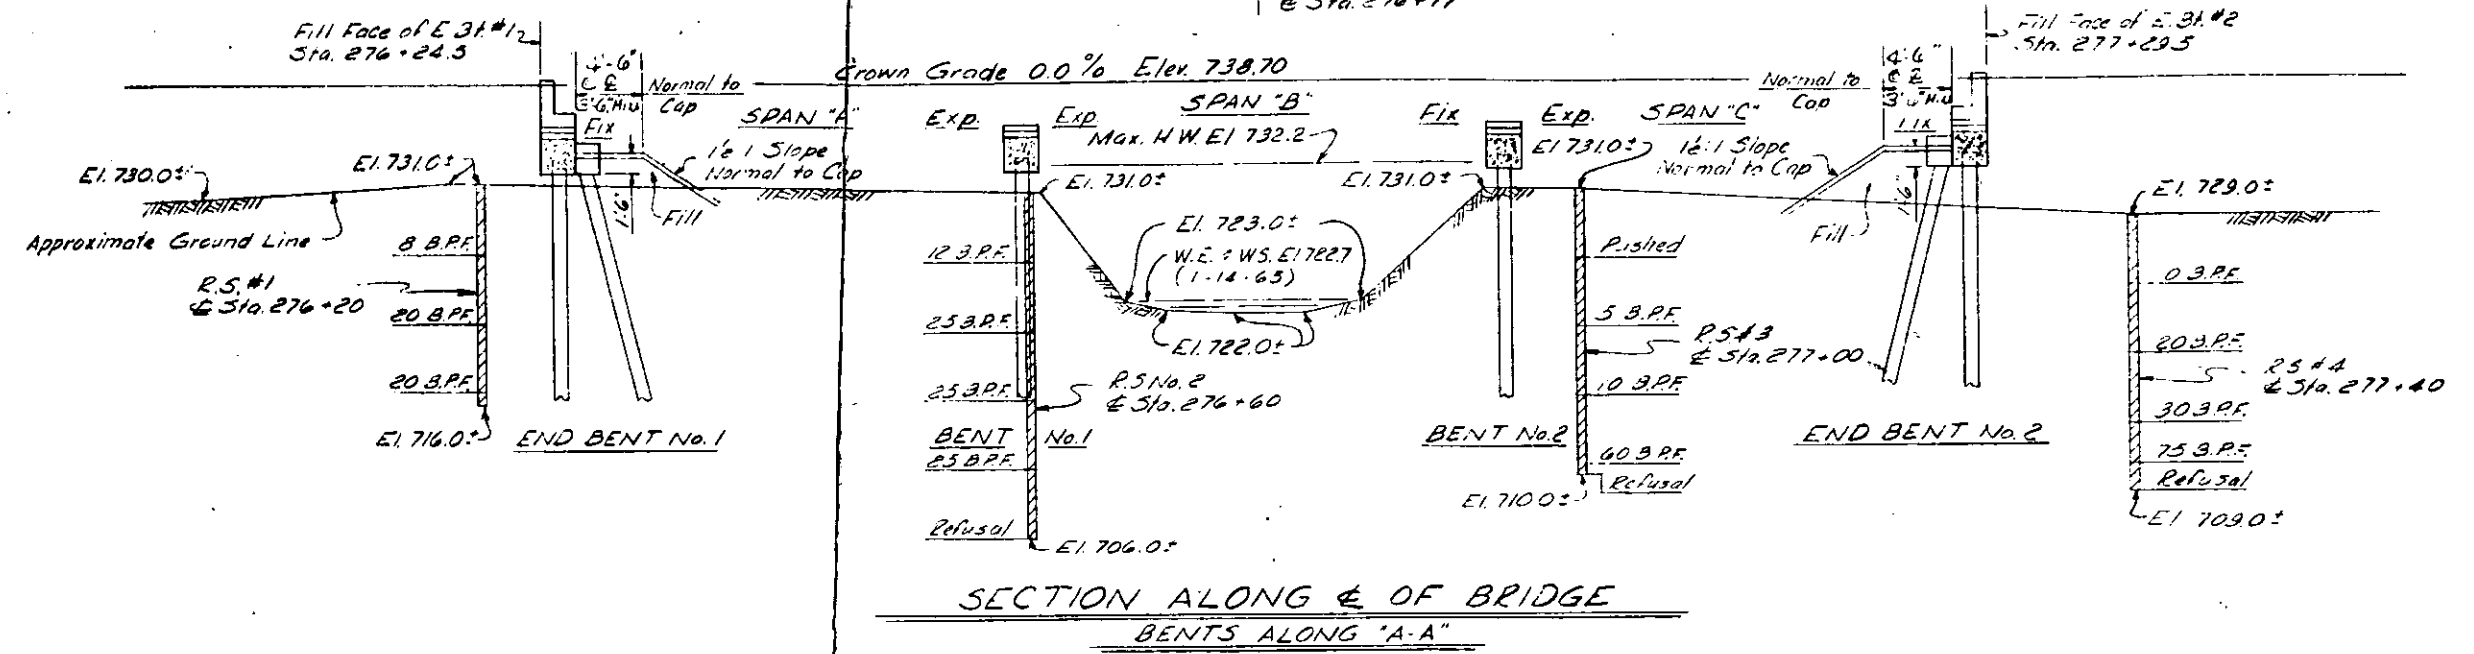 ℄ Sta. 276+77
Fill Face of E. Bt. #1
Sta. 276+24.5
Fill Face of E. Bt. #2
Sta. 277+29.5
4'-6"
Normal to
Cap
Fix
Crown Grade 0.0% Elev. 738.70
Normal to
Cap
4'-6"
SPAN "A"
Exp.
Exp.
SPAN "B"
Fix
Exp.
SPAN "C"
Max. H.W. El. 732.2
El. 730.0±
El. 731.0±
Slope
Normal to Cap
1'-6"
Fill
El. 731.0±
El. 731.0±
El. 731.0±
Slope
Normal to Cap
1'-6"
Fill
El. 729.0±
Approximate Ground Line
8 B.P.F.
R.S. #1
℄ Sta. 276+20
20 B.P.F.
20 B.P.F.
El. 716.0±
END BENT No. 1
12 B.P.F.
25 B.P.F.
25 B.P.F.
BENT No. 1
25 B.P.F.
Refusal
El. 706.0±
R.S. No. 2
℄ Sta. 276+60
El. 723.0±
W.E. & W.S. El. 722.7
(1-14-65)
El. 722.0±
BENT No. 2
Pushed
5 B.P.F.
R.S. #3
℄ Sta. 277+00
10 B.P.F.
60 B.P.F.
Refusal
El. 710.0±
END BENT No. 2
0 B.P.F.
20 B.P.F.
R.S. #4
℄ Sta. 277+40
30 B.P.F.
75 B.P.F.
Refusal
El. 709.0±
SECTION ALONG ℄ OF BRIDGE
BENTS ALONG "A-A"